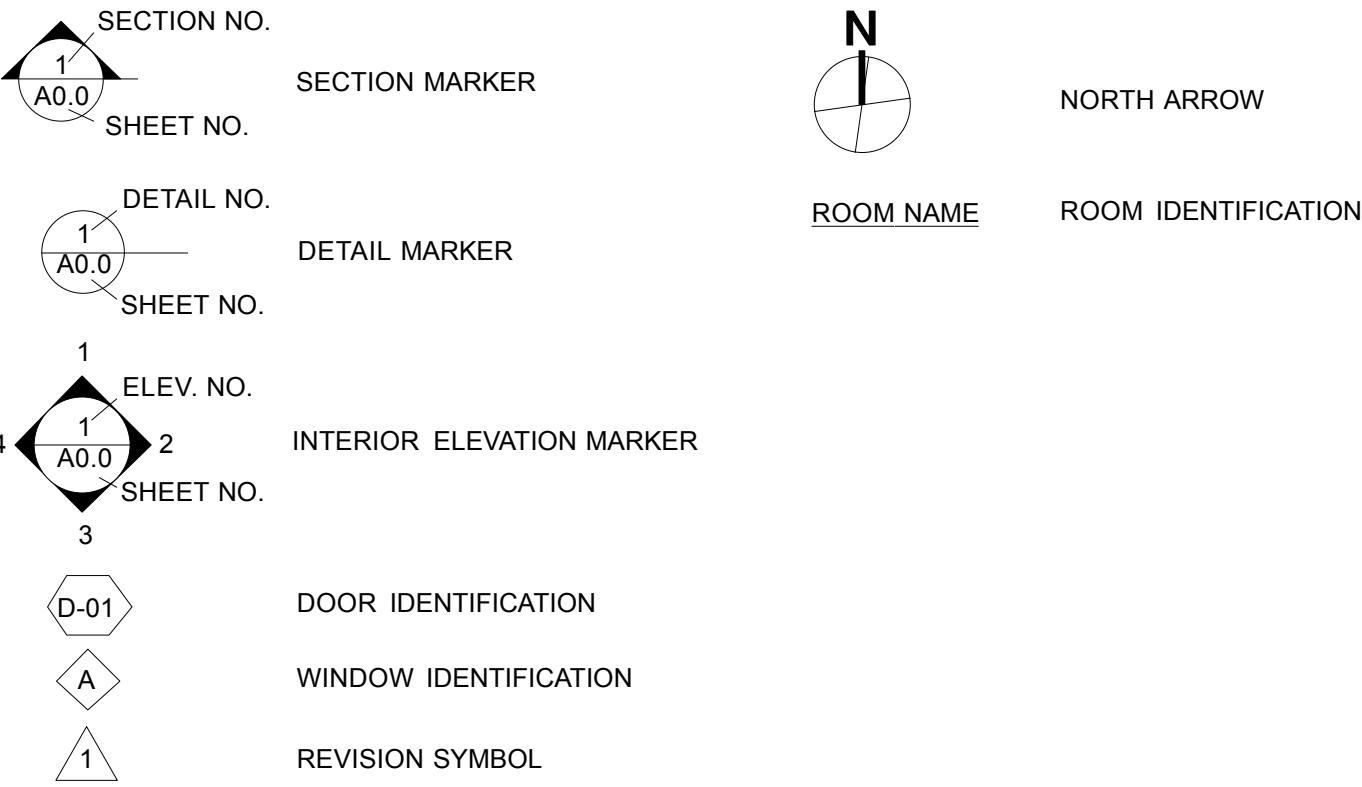 SECTION NO.
1
A0.0
SHEET NO.
SECTION MARKER
DETAIL NO.
1
A0.0
SHEET NO.
DETAIL MARKER
1
ELEV. NO.
1
4
2
A0.0
SHEET NO.
3
INTERIOR ELEVATION MARKER
D-01
DOOR IDENTIFICATION
A
WINDOW IDENTIFICATION
1
REVISION SYMBOL
N
NORTH ARROW
ROOM NAME
ROOM IDENTIFICATION